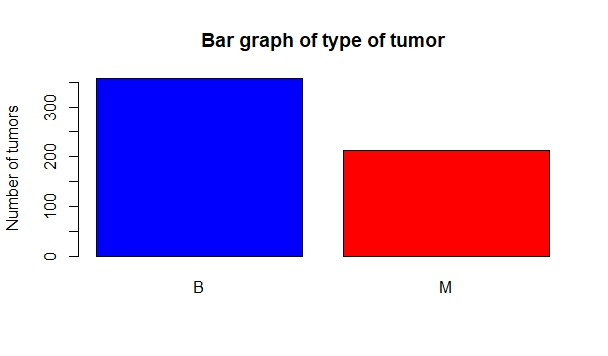 Bar graph of type of tumor
Number of tumors
300
200
100
0
B
M